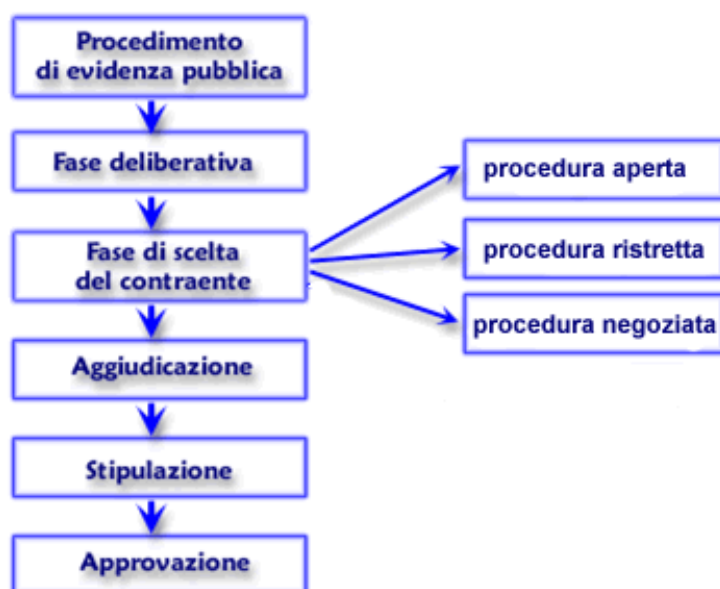 Procedimento
di evidenza pubblica
Fase deliberativa
Fase di scelta
del contraente
procedura aperta
procedura ristretta
procedura negoziata
Aggiudicazione
Stipulazione
Approvazione